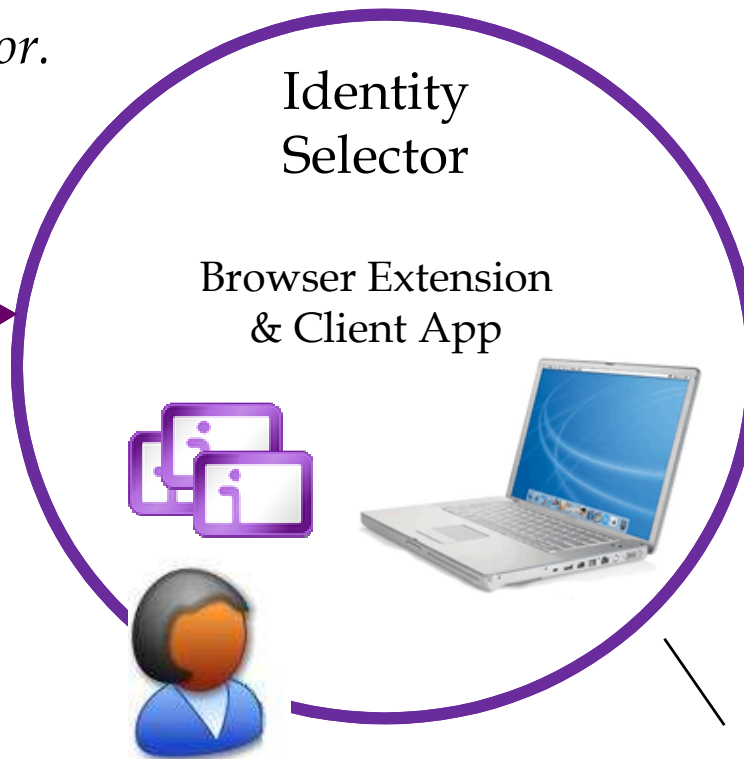 or.
Identity
Selector
Browser Extension
& Client App